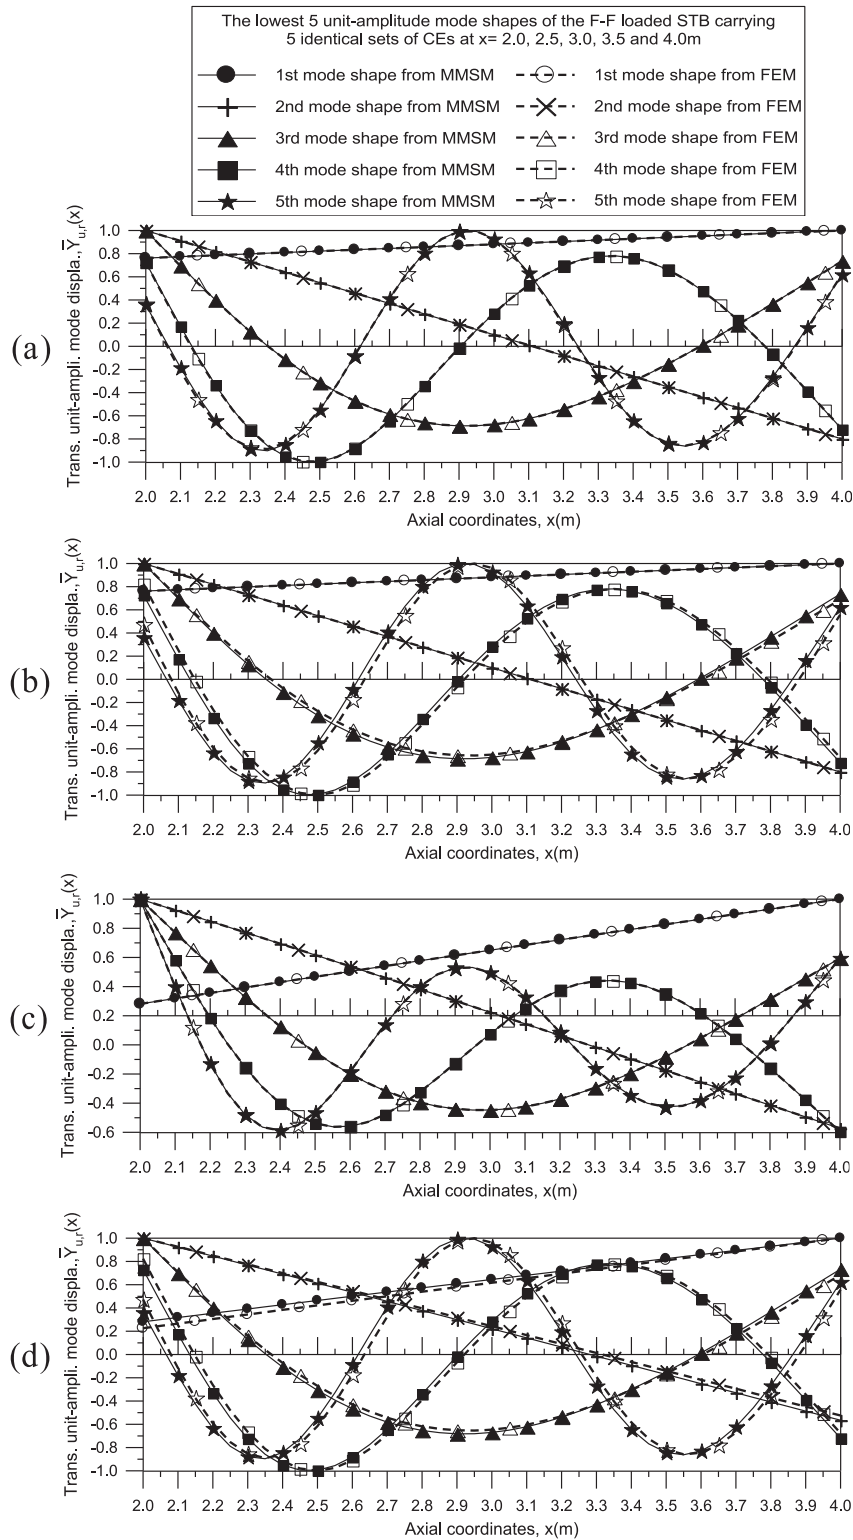 The lowest 5 unit-amplitude mode shapes of the F-F loaded STB carrying
5 identical sets of CEs at x= 2.0, 2.5, 3.0, 3.5 and 4.0m
1st mode shape from MMSM 1st mode shape from FEM
2nd mode shape from MMSM 2nd mode shape from FEM
3rd mode shape from MMSM 3rd mode shape from FEM
4th mode shape from MMSM 4th mode shape from FEM
5th mode shape from MMSM 5th mode shape from FEM
(a)
Trans. unit-ampli. mode displa., Ȳu,r(x)
1.0
0.8
0.6
0.4
0.2
0.0
-0.2
-0.4
-0.6
-0.8
-1.0
2.0 2.1 2.2 2.3 2.4 2.5 2.6 2.7 2.8 2.9 3.0 3.1 3.2 3.3 3.4 3.5 3.6 3.7 3.8 3.9 4.0
Axial coordinates, x(m)
(b)
Trans. unit-ampli. mode displa., Ȳu,r(x)
1.0
0.8
0.6
0.4
0.2
0.0
-0.2
-0.4
-0.6
-0.8
-1.0
2.0 2.1 2.2 2.3 2.4 2.5 2.6 2.7 2.8 2.9 3.0 3.1 3.2 3.3 3.4 3.5 3.6 3.7 3.8 3.9 4.0
Axial coordinates, x(m)
(c)
Trans. unit-ampli. mode displa., Ȳu,r(x)
1.0
0.8
0.6
0.4
0.2
0.0
-0.2
-0.4
-0.6
2.0 2.1 2.2 2.3 2.4 2.5 2.6 2.7 2.8 2.9 3.0 3.1 3.2 3.3 3.4 3.5 3.6 3.7 3.8 3.9 4.0
Axial coordinates, x(m)
(d)
Trans. unit-ampli. mode displa., Ȳu,r(x)
1.0
0.8
0.6
0.4
0.2
0.0
-0.2
-0.4
-0.6
-0.8
-1.0
2.0 2.1 2.2 2.3 2.4 2.5 2.6 2.7 2.8 2.9 3.0 3.1 3.2 3.3 3.4 3.5 3.6 3.7 3.8 3.9 4.0
Axial coordinates, x(m)